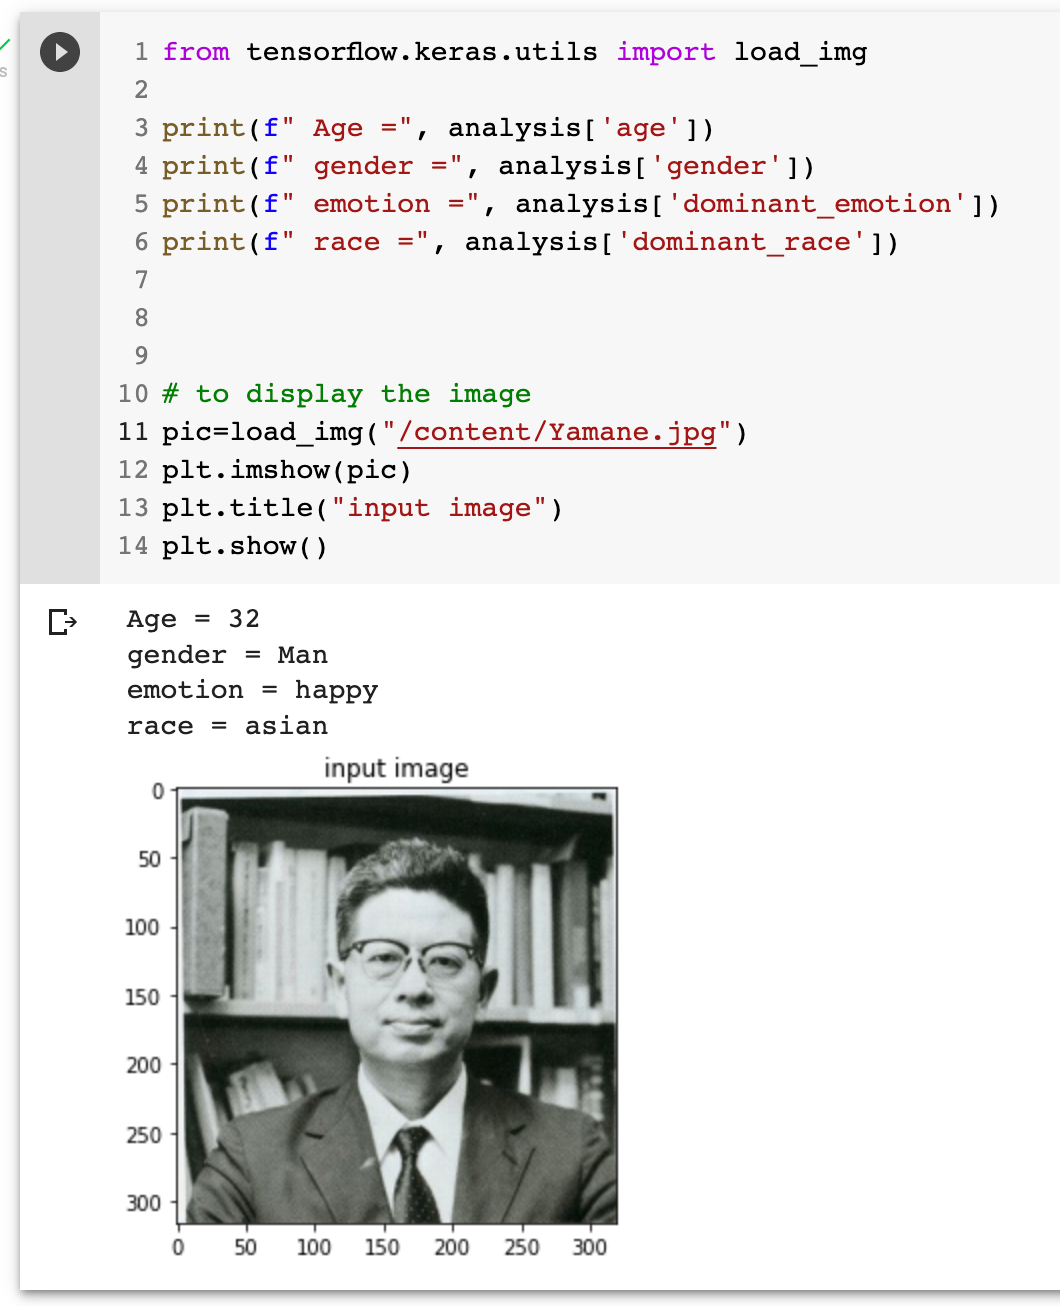 s
1 from tensorflow.keras.utils import load_img
2
3 print(f" Age =", analysis['age'])
4 print(f" gender =", analysis['gender'])
5 print(f" emotion =", analysis['dominant_emotion'])
6 print(f" race =", analysis['dominant_race'])
7
8
9
10 # to display the image
11 pic=load_img("/content/Yamane.jpg")
12 plt.imshow(pic)
13 plt.title("input image")
14 plt.show()
Age = 32
gender = Man
emotion = happy
race = asian
input image
0
50
100
150
200
250
300
0 50 100 150 200 250 300